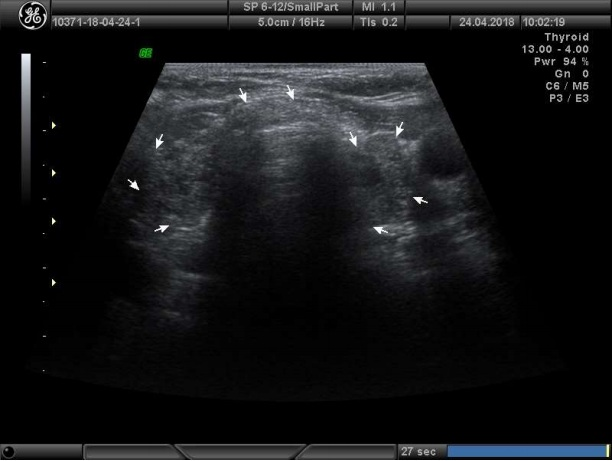 SP 6-12/SmallPart MI 1.1
10371-18-04-24-1 5.0cm / 16Hz TIs 0.2 24.04.2018 10:02:19
GE
Thyroid
13.00 - 4.00
Pwr 94 %
Gn 0
C6 / M5
P3 / E3
27 sec